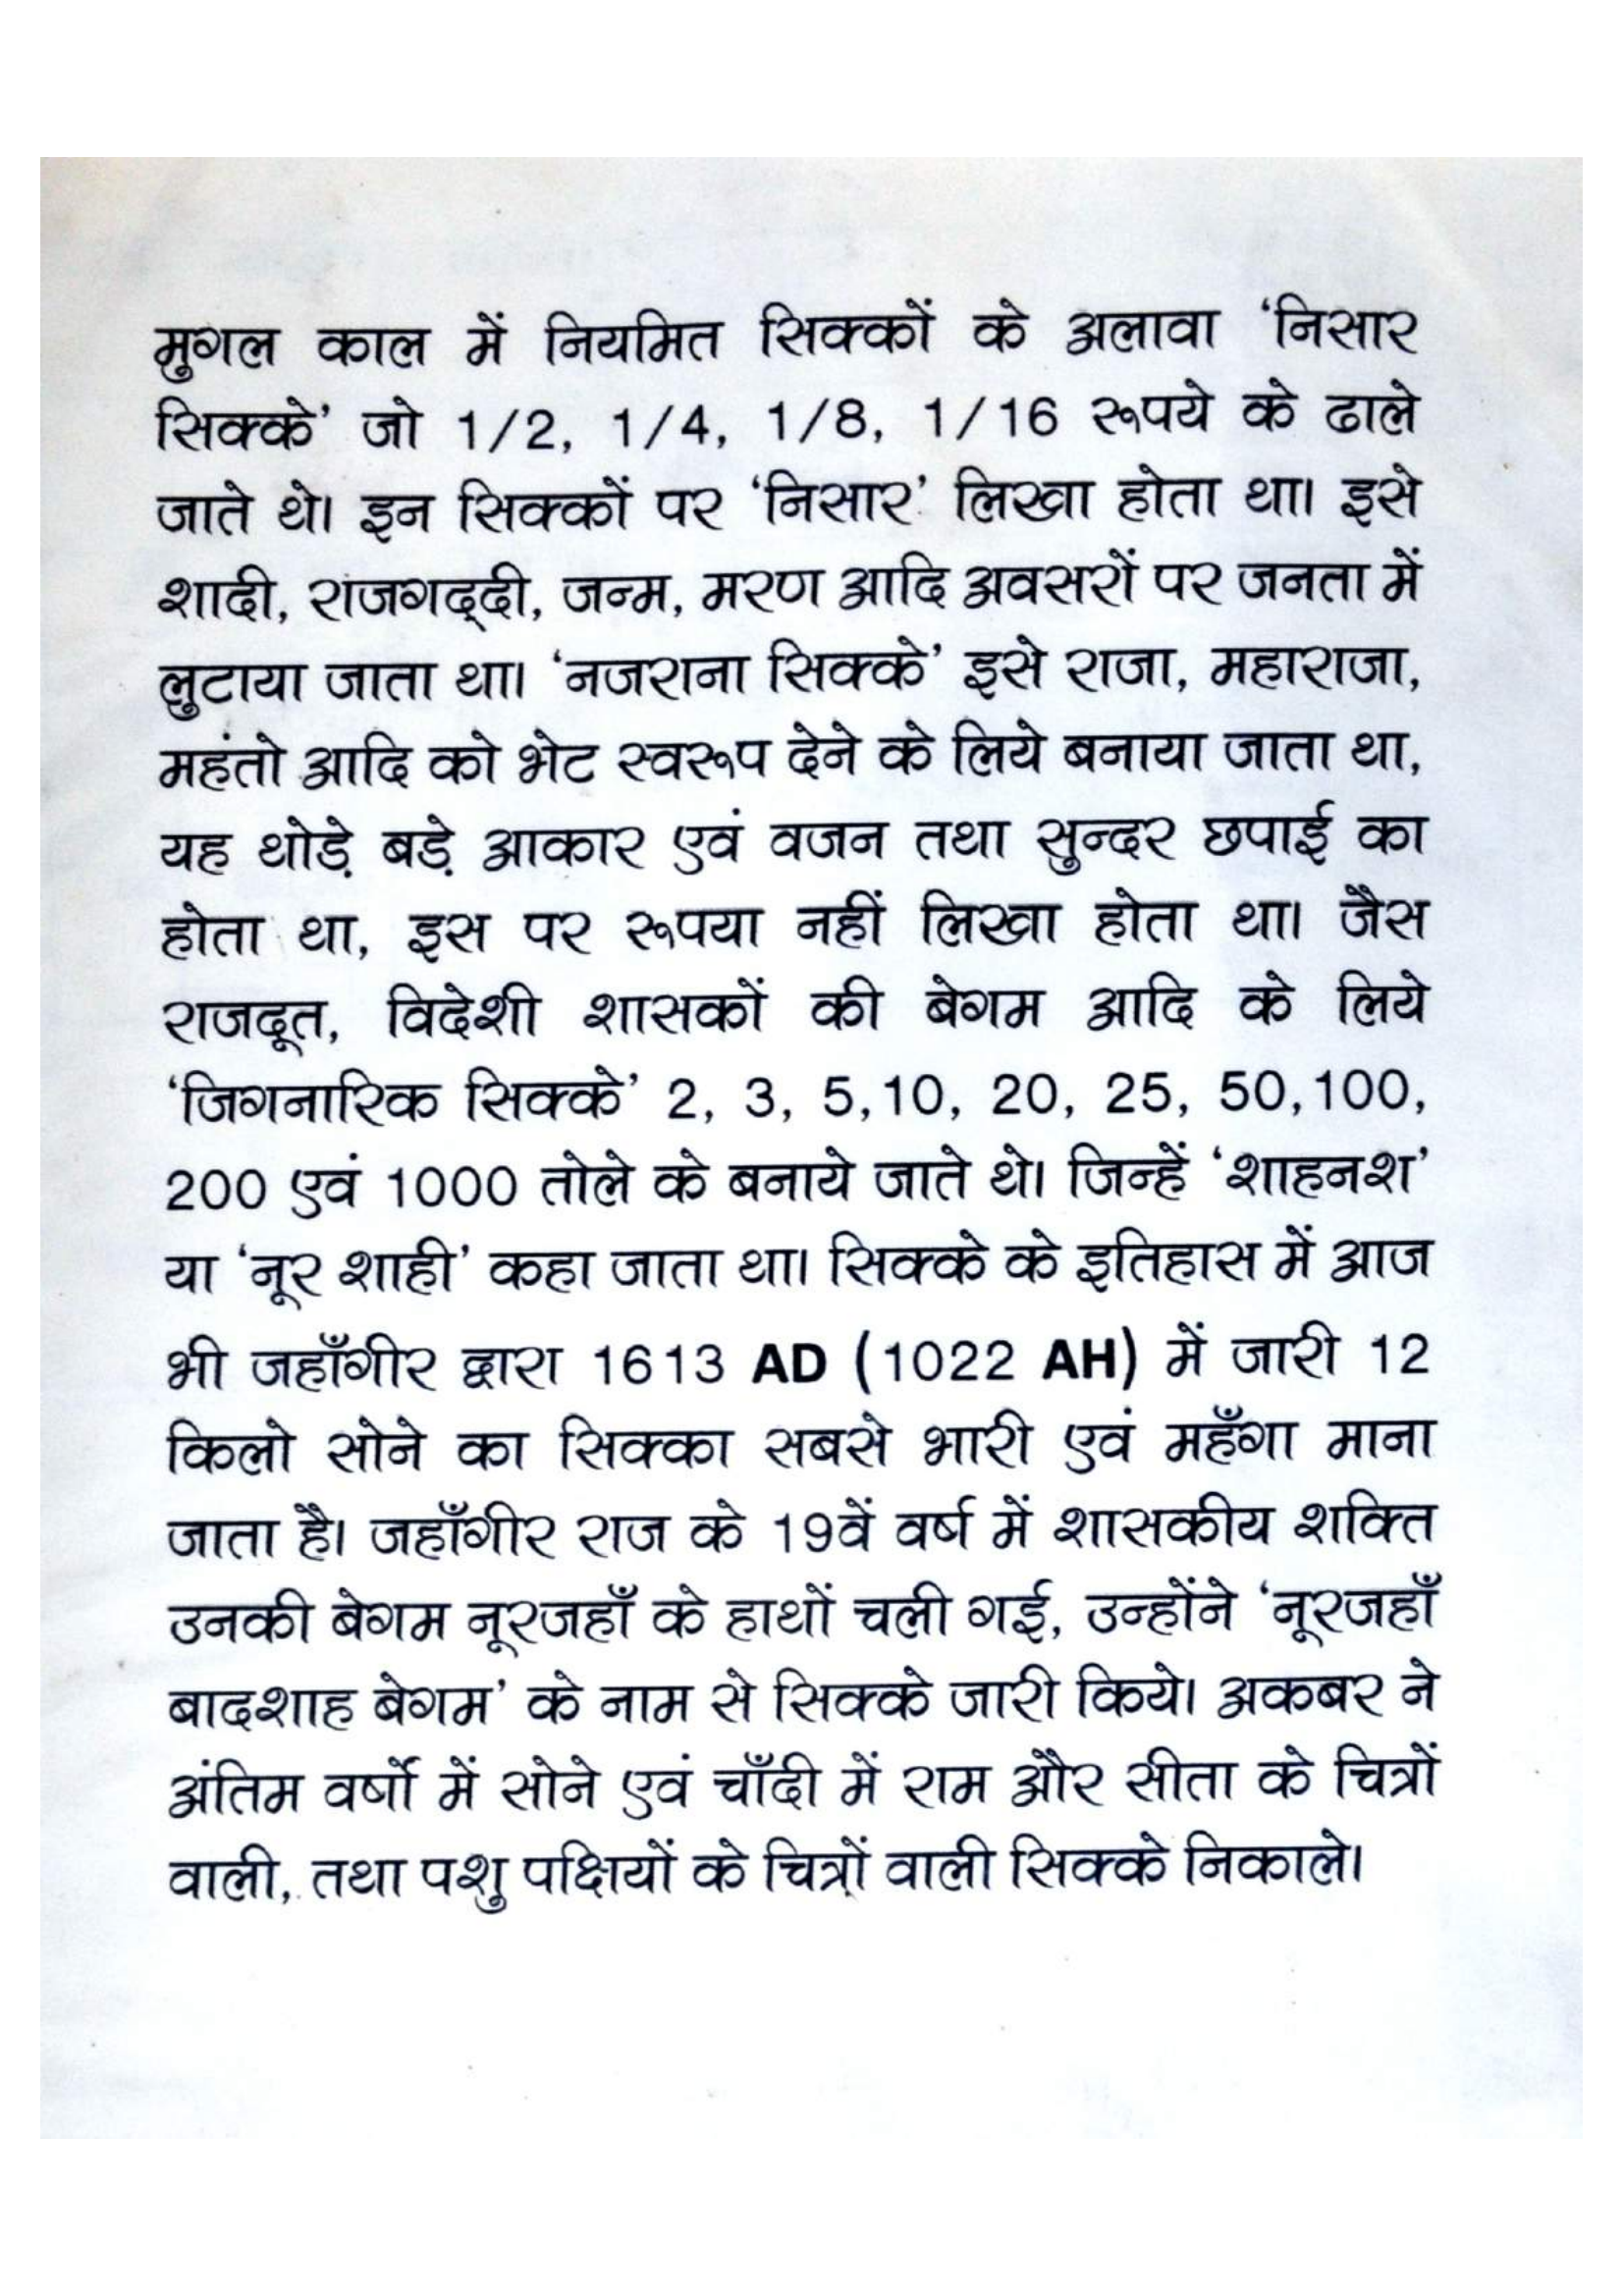 मुगल काल में नियमित सिक्कों के अलावा ‘निसार
सिक्के’ जो 1/2, 1/4, 1/8, 1/16 रूपये के ढाले
जाते थे। इन सिक्कों पर ‘निसार’ लिखा होता था। इसे
शादी, राजगद्दी, जन्म, मरण आदि अवसरों पर जनता में
लुटाया जाता था। ‘नजराना सिक्के’ इसे राजा, महाराजा,
महंतो आदि को भेट स्वरूप देने के लिये बनाया जाता था,
यह थोड़े बड़े आकार एवं वजन तथा सुन्दर छपाई का
होता था, इस पर रूपया नहीं लिखा होता था। जैस
राजदूत, विदेशी शासकों की बेगम आदि के लिये
‘जिगनारिक सिक्के’ 2, 3, 5,10, 20, 25, 50,100,
200 एवं 1000 तोले के बनाये जाते थे। जिन्हें ‘शाहनश’
या ‘नूर शाही’ कहा जाता था। सिक्के के इतिहास में आज
भी जहाँगीर द्वारा 1613 AD (1022 AH) में जारी 12
किलो सोने का सिक्का सबसे भारी एवं महँगा माना
जाता है। जहाँगीर राज के 19वें वर्ष में शासकीय शक्ति
उनकी बेगम नूरजहाँ के हाथों चली गई, उन्होंने ‘नूरजहाँ
बादशाह बेगम’ के नाम से सिक्के जारी किये। अकबर ने
अंतिम वर्षो में सोने एवं चाँदी में राम और सीता के चित्रों
वाली, तथा पशु पक्षियों के चित्रों वाली सिक्के निकाले।